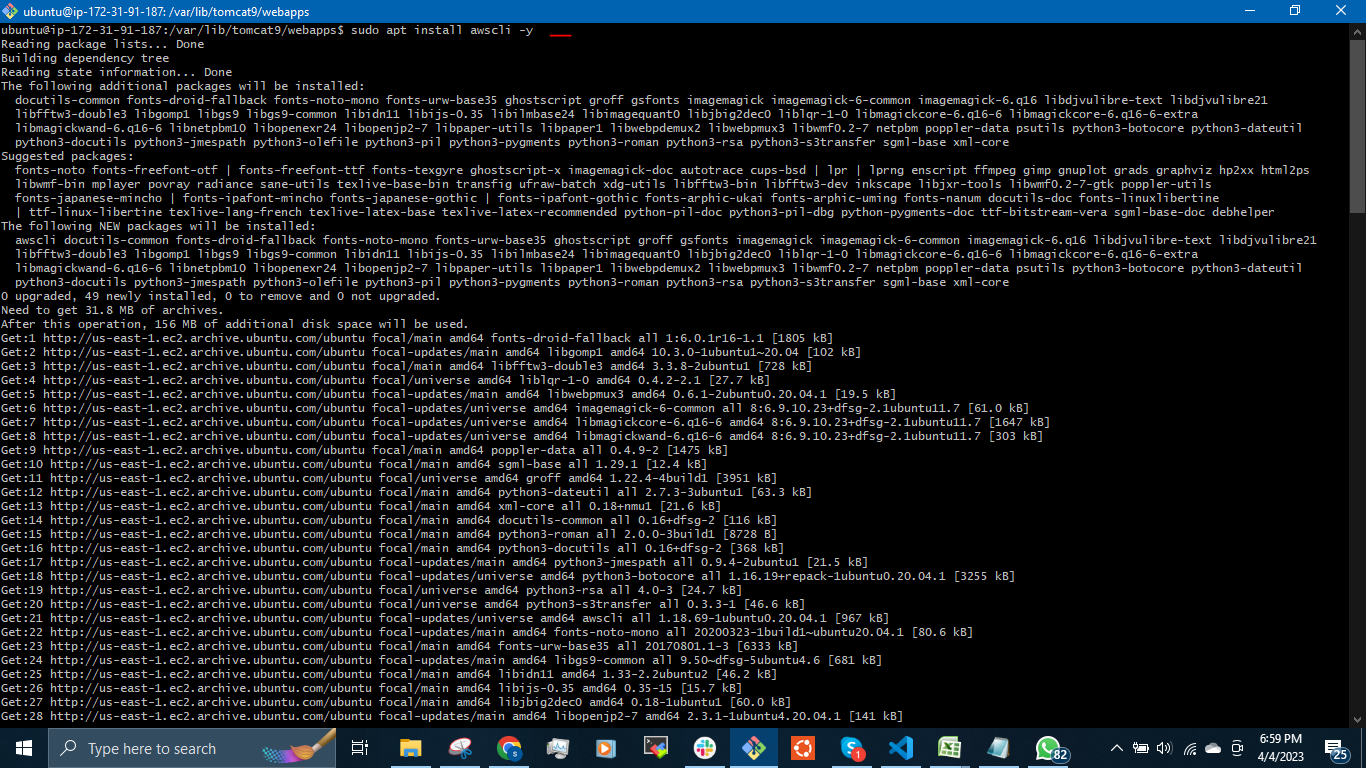 ubuntu@ip-172-31-91-187: /var/lib/tomcat9/webapps
ubuntu@ip-172-31-91-187:/var/lib/tomcat9/webapps$ sudo apt install awscli -y
Reading package lists... Done
Building dependency tree
Reading state information... Done
The following additional packages will be installed:
  docutils-common fonts-droid-fallback fonts-noto-mono fonts-urw-base35 ghostscript groff gsfonts imagemagick imagemagick-6-common imagemagick-6.q16 libdjvulibre-text libdjvulibre21
  libfftw3-double3 libgomp1 libgs9 libgs9-common libidn11 libijs-0.35 libilmbase24 libimagequant0 libjbig2dec0 liblqr-1-0 libmagickcore-6.q16-6 libmagickcore-6.q16-6-extra
  libmagickwand-6.q16-6 libnetpbm10 libopenexr24 libopenjp2-7 libpaper-utils libpaper1 libwebpdemux2 libwebpmux3 libwmf0.2-7 netpbm poppler-data psutils python3-botocore python3-dateutil
  python3-docutils python3-jmespath python3-olefile python3-pil python3-pygments python3-roman python3-rsa python3-s3transfer sgml-base xml-core
Suggested packages:
  fonts-noto fonts-freefont-otf | fonts-freefont-ttf fonts-texgyre ghostscript-x imagemagick-doc autotrace cups-bsd | lpr | lprng enscript ffmpeg gimp gnuplot grads graphviz hp2xx html2ps
  libwmf-bin mplayer povray radiance sane-utils texlive-base-bin transfig ufraw-batch xdg-utils libfftw3-bin libfftw3-dev inkscape libjxr-tools libwmf0.2-7-gtk poppler-utils
  fonts-japanese-mincho | fonts-ipafont-mincho fonts-japanese-gothic | fonts-ipafont-gothic fonts-arphic-ukai fonts-arphic-uming fonts-nanum docutils-doc fonts-linuxlibertine
  | ttf-linux-libertine texlive-lang-french texlive-latex-base texlive-latex-recommended python-pil-doc python3-pil-dbg python-pygments-doc ttf-bitstream-vera sgml-base-doc debhelper
The following NEW packages will be installed:
  awscli docutils-common fonts-droid-fallback fonts-noto-mono fonts-urw-base35 ghostscript groff gsfonts imagemagick imagemagick-6-common imagemagick-6.q16 libdjvulibre-text libdjvulibre21
  libfftw3-double3 libgomp1 libgs9 libgs9-common libidn11 libijs-0.35 libilmbase24 libimagequant0 libjbig2dec0 liblqr-1-0 libmagickcore-6.q16-6 libmagickcore-6.q16-6-extra
  libmagickwand-6.q16-6 libnetpbm10 libopenexr24 libopenjp2-7 libpaper-utils libpaper1 libwebpdemux2 libwebpmux3 libwmf0.2-7 netpbm poppler-data psutils python3-botocore python3-dateutil
  python3-docutils python3-jmespath python3-olefile python3-pil python3-pygments python3-roman python3-rsa python3-s3transfer sgml-base xml-core
0 upgraded, 49 newly installed, 0 to remove and 0 not upgraded.
Need to get 31.8 MB of archives.
After this operation, 156 MB of additional disk space will be used.
Get:1 http://us-east-1.ec2.archive.ubuntu.com/ubuntu focal/main amd64 fonts-droid-fallback all 1:6.0.1r16-1.1 [1805 kB]
Get:2 http://us-east-1.ec2.archive.ubuntu.com/ubuntu focal-updates/main amd64 libgomp1 amd64 10.3.0-1ubuntu1~20.04 [102 kB]
Get:3 http://us-east-1.ec2.archive.ubuntu.com/ubuntu focal/main amd64 libfftw3-double3 amd64 3.3.8-2ubuntu1 [728 kB]
Get:4 http://us-east-1.ec2.archive.ubuntu.com/ubuntu focal/universe amd64 liblqr-1-0 amd64 0.4.2-2.1 [27.7 kB]
Get:5 http://us-east-1.ec2.archive.ubuntu.com/ubuntu focal-updates/main amd64 libwebpmux3 amd64 0.6.1-2ubuntu0.20.04.1 [19.5 kB]
Get:6 http://us-east-1.ec2.archive.ubuntu.com/ubuntu focal-updates/universe amd64 imagemagick-6-common all 8:6.9.10.23+dfsg-2.1ubuntu11.7 [61.0 kB]
Get:7 http://us-east-1.ec2.archive.ubuntu.com/ubuntu focal-updates/universe amd64 libmagickcore-6.q16-6 amd64 8:6.9.10.23+dfsg-2.1ubuntu11.7 [1647 kB]
Get:8 http://us-east-1.ec2.archive.ubuntu.com/ubuntu focal-updates/universe amd64 libmagickwand-6.q16-6 amd64 8:6.9.10.23+dfsg-2.1ubuntu11.7 [303 kB]
Get:9 http://us-east-1.ec2.archive.ubuntu.com/ubuntu focal/main amd64 poppler-data all 0.4.9-2 [1475 kB]
Get:10 http://us-east-1.ec2.archive.ubuntu.com/ubuntu focal/main amd64 sgml-base all 1.29.1 [12.4 kB]
Get:11 http://us-east-1.ec2.archive.ubuntu.com/ubuntu focal/universe amd64 groff amd64 1.22.4-4build1 [3951 kB]
Get:12 http://us-east-1.ec2.archive.ubuntu.com/ubuntu focal/main amd64 python3-dateutil all 2.7.3-3ubuntu1 [63.3 kB]
Get:13 http://us-east-1.ec2.archive.ubuntu.com/ubuntu focal/main amd64 xml-core all 0.18+nmu1 [21.6 kB]
Get:14 http://us-east-1.ec2.archive.ubuntu.com/ubuntu focal/main amd64 docutils-common all 0.16+dfsg-2 [116 kB]
Get:15 http://us-east-1.ec2.archive.ubuntu.com/ubuntu focal/main amd64 python3-roman all 2.0.0-3build1 [8728 B]
Get:16 http://us-east-1.ec2.archive.ubuntu.com/ubuntu focal/main amd64 python3-docutils all 0.16+dfsg-2 [368 kB]
Get:17 http://us-east-1.ec2.archive.ubuntu.com/ubuntu focal-updates/main amd64 python3-jmespath all 0.9.4-2ubuntu1 [21.5 kB]
Get:18 http://us-east-1.ec2.archive.ubuntu.com/ubuntu focal-updates/universe amd64 python3-botocore all 1.16.19+repack-1ubuntu0.20.04.1 [3255 kB]
Get:19 http://us-east-1.ec2.archive.ubuntu.com/ubuntu focal/universe amd64 python3-rsa all 4.0-3 [24.7 kB]
Get:20 http://us-east-1.ec2.archive.ubuntu.com/ubuntu focal/universe amd64 python3-s3transfer all 0.3.3-1 [46.6 kB]
Get:21 http://us-east-1.ec2.archive.ubuntu.com/ubuntu focal-updates/universe amd64 awscli all 1.18.69-1ubuntu0.20.04.1 [967 kB]
Get:22 http://us-east-1.ec2.archive.ubuntu.com/ubuntu focal-updates/main amd64 fonts-noto-mono all 20200323-1build1~ubuntu20.04.1 [80.6 kB]
Get:23 http://us-east-1.ec2.archive.ubuntu.com/ubuntu focal/main amd64 fonts-urw-base35 all 20170801.1-3 [6333 kB]
Get:24 http://us-east-1.ec2.archive.ubuntu.com/ubuntu focal-updates/main amd64 libgs9-common all 9.50~dfsg-5ubuntu4.6 [681 kB]
Get:25 http://us-east-1.ec2.archive.ubuntu.com/ubuntu focal/main amd64 libidn11 amd64 1.33-2.2ubuntu2 [46.2 kB]
Get:26 http://us-east-1.ec2.archive.ubuntu.com/ubuntu focal/main amd64 libijs-0.35 amd64 0.35-15 [15.7 kB]
Get:27 http://us-east-1.ec2.archive.ubuntu.com/ubuntu focal/main amd64 libjbig2dec0 amd64 0.18-1ubuntu1 [60.0 kB]
Get:28 http://us-east-1.ec2.archive.ubuntu.com/ubuntu focal-updates/main amd64 libopenjp2-7 amd64 2.3.1-1ubuntu4.20.04.1 [141 kB]
Type here to search
S
1
82
6:59 PM
4/4/2023
25